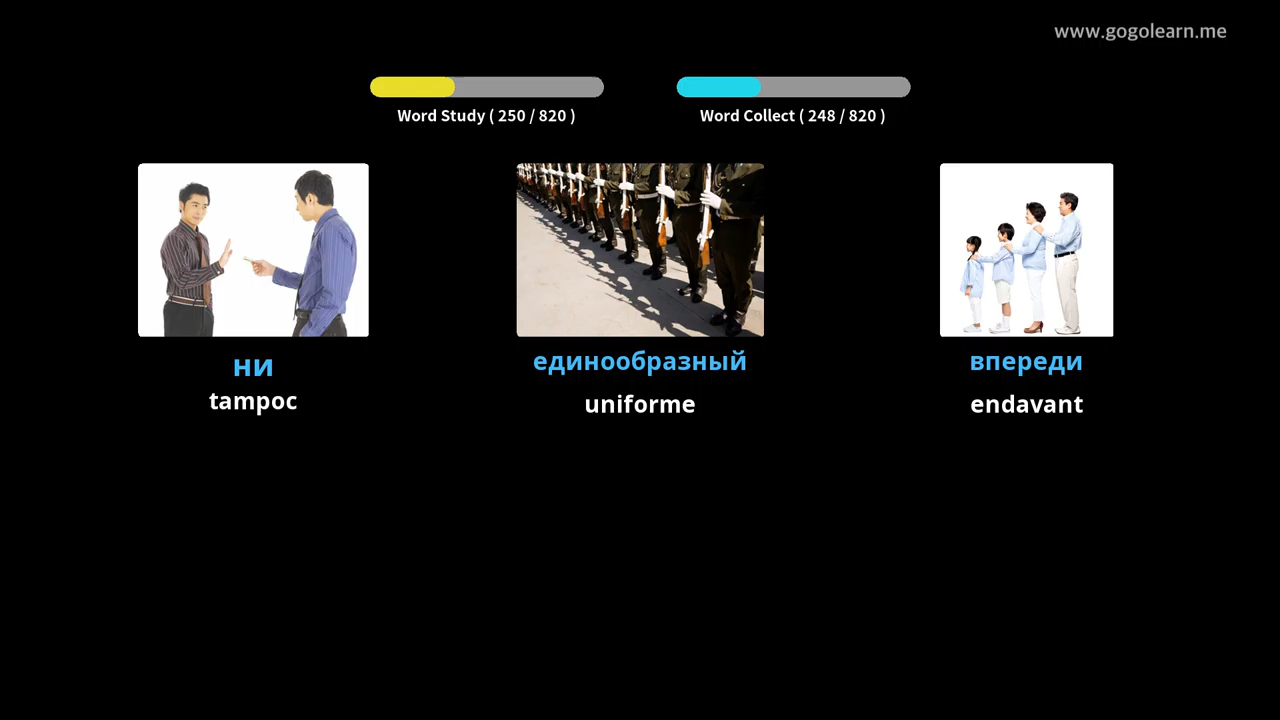 www.gogolearn.me
Word Study ( 250 / 820 )
Word Collect ( 248 / 820 )
ни
tampoc
единообразный
uniforme
впереди
endavant